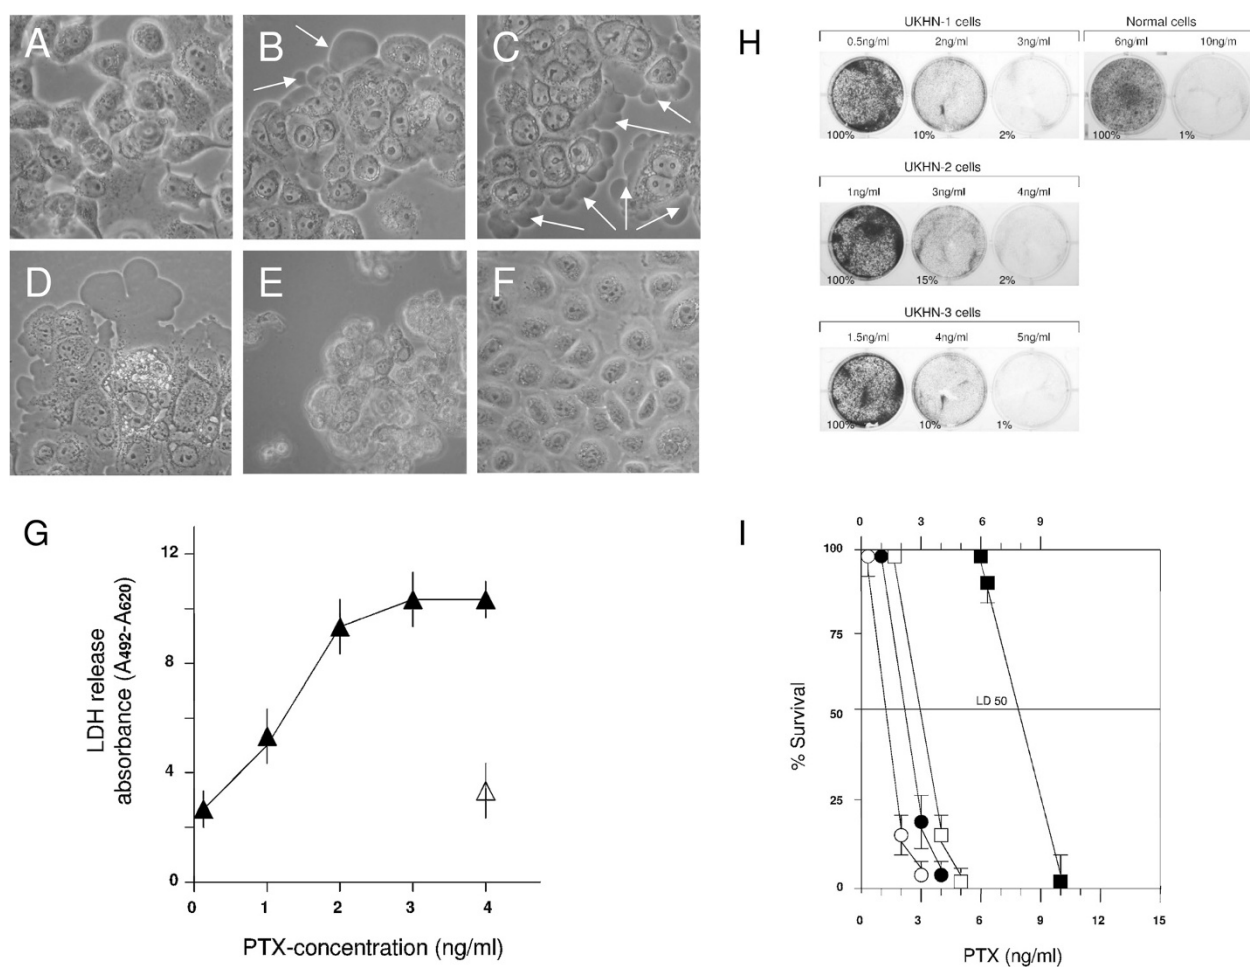 A
B
C
D
E
F
H
UKHN-1 cells
Normal cells
0.5ng/ml 2ng/ml 3ng/ml 6ng/ml 10ng/m
100% 10% 2% 100% 1%
UKHN-2 cells
1ng/ml 3ng/ml 4ng/ml
100% 15% 2%
UKHN-3 cells
1.5ng/ml 4ng/ml 5ng/ml
100% 10% 1%
G
LDH release
absorbance (A492-A620)
12
8
4
0
0 1 2 3 4
PTX-concentration (ng/ml)
I
0 3 6 9
% Survival
100
75
50
25
0
LD 50
0 3 6 9 12 15
PTX (ng/ml)